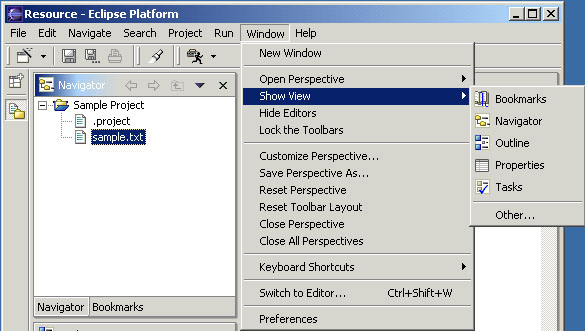 Resource - Eclipse Platform
File Edit Navigate Search Project Run Window Help
Navigator
Sample Project
.project
sample.txt
Navigator Bookmarks
New Window
Open Perspective
Show View
Hide Editors
Lock the Toolbars
Customize Perspective...
Save Perspective As...
Reset Perspective
Reset Toolbar Layout
Close Perspective
Close All Perspectives
Keyboard Shortcuts
Switch to Editor... Ctrl+Shift+W
Preferences
Bookmarks
Navigator
Outline
Properties
Tasks
Other...